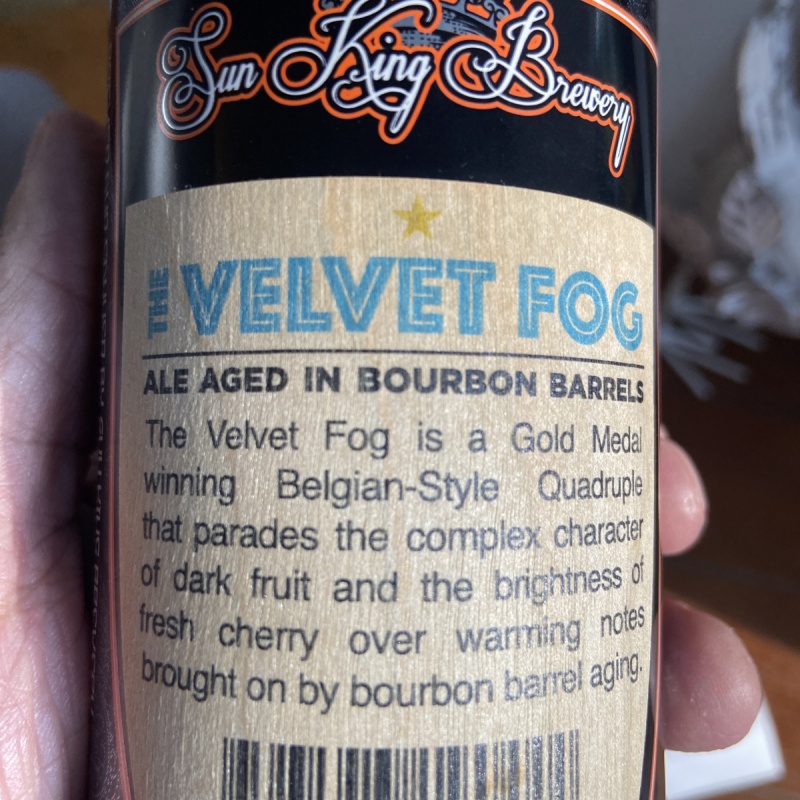 Sun King Brewery
THE VELVET FOG
ALE AGED IN BOURBON BARRELS
The Velvet Fog is a Gold Medal
winning Belgian-Style Quadruple
that parades the complex character
of dark fruit and the brightness of
fresh cherry over warming notes
brought on by bourbon barrel aging.